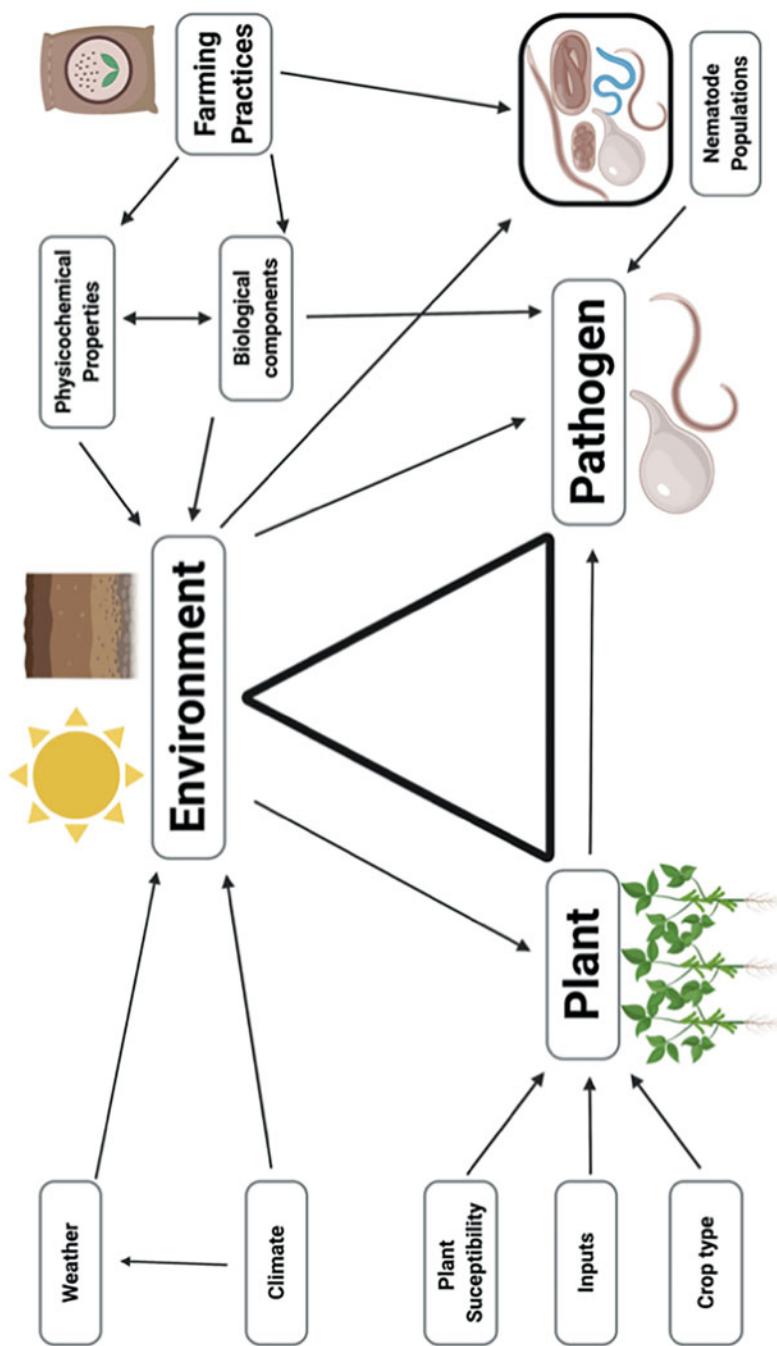 Weather
Climate
Environment
Physicochemical
Properties
Biological
components
Farming
Practices
Plant
Suceptibility
Inputs
Crop type
Plant
Pathogen
Nematode
Populations